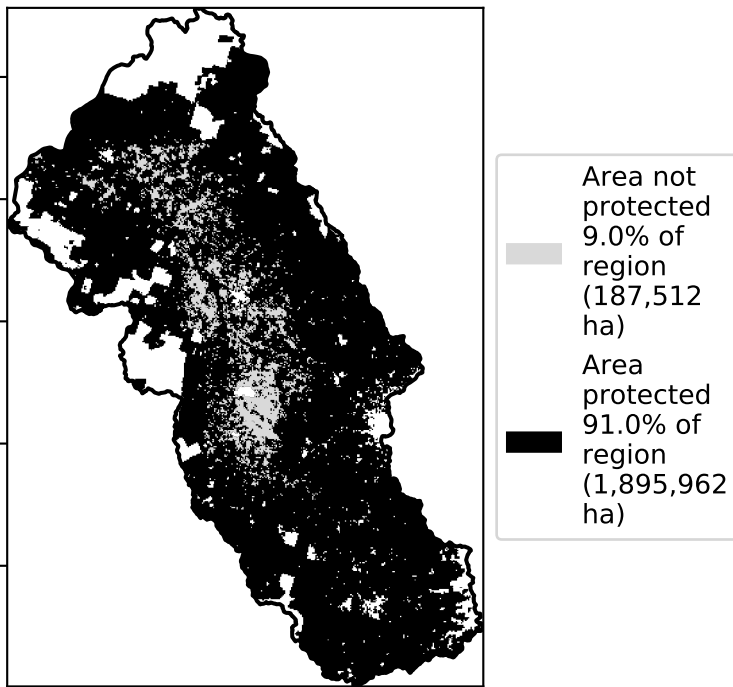 Area not
protected
9.0% of
region
(187,512
ha)
Area
protected
91.0% of
region
(1,895,962
ha)